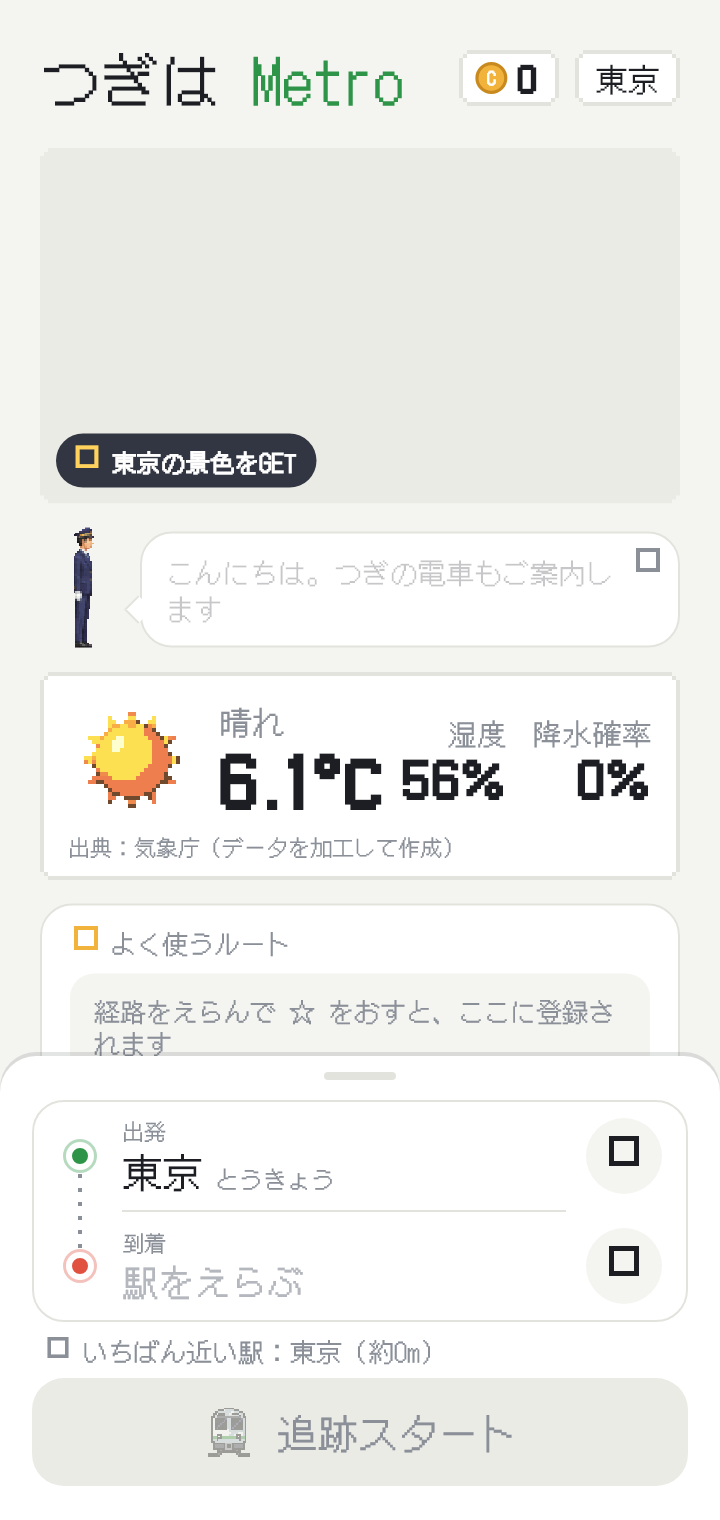 つぎは Metro
C 0
東京
東京の景色をGET
こんにちは。つぎの電車もご案内し
ます
晴れ
湿度 降水確率
6.1°C 56% 0%
出典：気象庁（データを加工して作成）
よく使うルート
経路をえらんで ☆ をおすと、ここに登録さ
れます
出発
東京 とうきょう
到着
駅をえらぶ
いちばん近い駅：東京（約0m）
追跡スタート